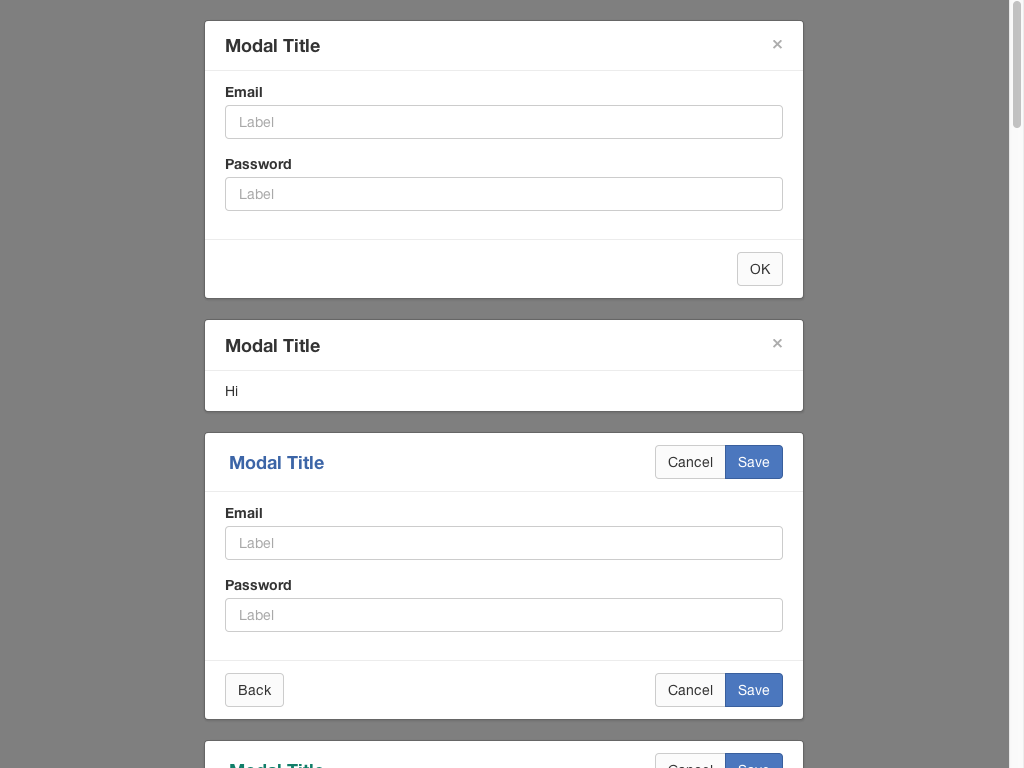 Modal Title ×
Email
Label
Password
Label
OK
Modal Title ×
Hi
Modal Title Cancel Save
Email
Label
Password
Label
Back Cancel Save
Modal Title Cancel Save